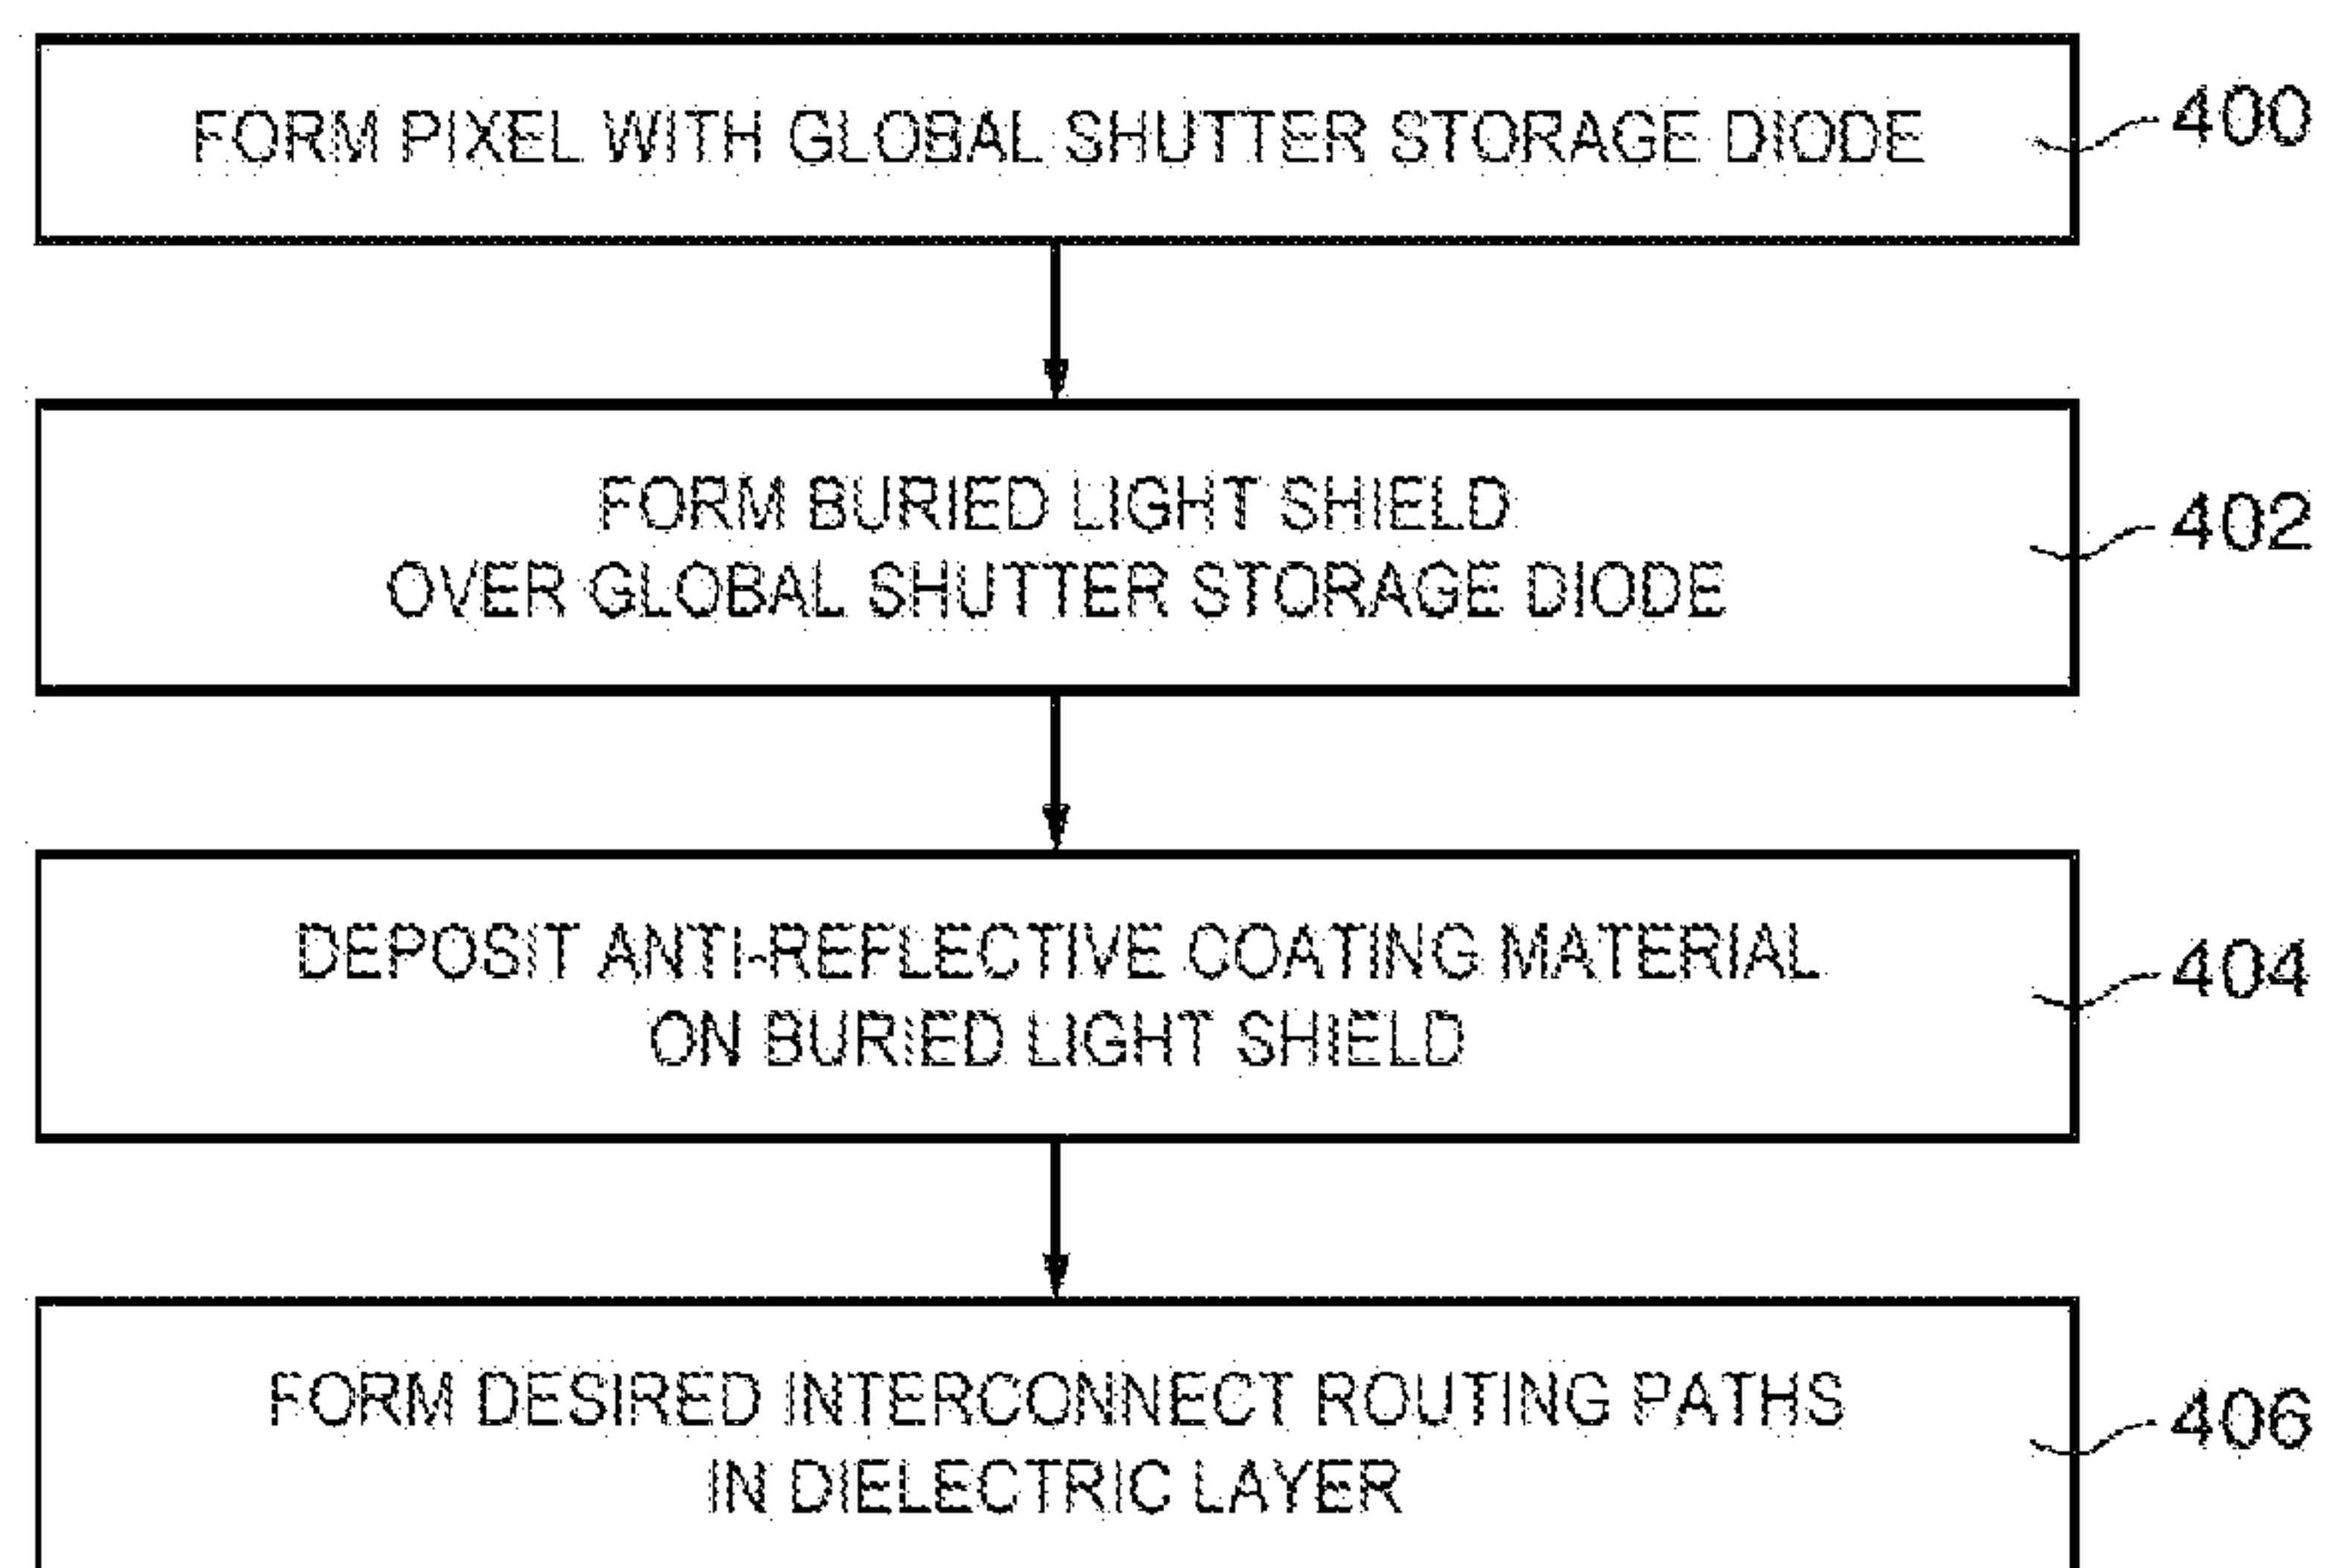 FORM PIXEL WITH GLOBAL SHUTTER STORAGE DIODE
400
FORM BURIED LIGHT SHIELD
OVER GLOBAL SHUTTER STORAGE DIODE
402
DEPOSIT ANTI-REFLECTIVE COATING MATERIAL
ON BURIED LIGHT SHIELD
404
FORM DESIRED INTERCONNECT ROUTING PATHS
IN DIELECTRIC LAYER
406